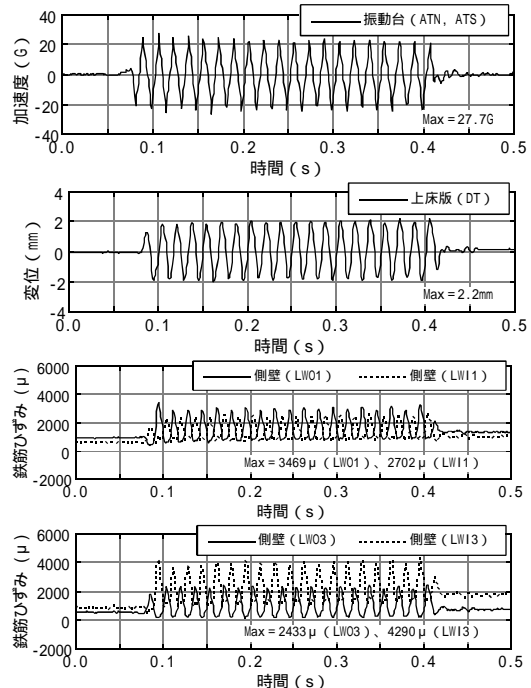 振動台（ATN, ATS）
加速度（G）
40
20
0
-20
-40
Max=27.7G
0.0 0.1 0.2 0.3 0.4 0.5
時間（s）
上床版（DT）
変位（mm）
4
2
0
-2
-4
Max=2.2mm
0.0 0.1 0.2 0.3 0.4 0.5
時間（s）
側壁（LWO1） 側壁（LWI1）
鉄筋ひずみ（μ）
6000
4000
2000
0
-2000
Max=3469μ（LWO1）、2702μ（LWI1）
0.0 0.1 0.2 0.3 0.4 0.5
時間（s）
側壁（LWO3） 側壁（LWI3）
鉄筋ひずみ（μ）
6000
4000
2000
0
-2000
Max=2433μ（LWO3）、4290μ（LWI3）
0.0 0.1 0.2 0.3 0.4 0.5
時間（s）